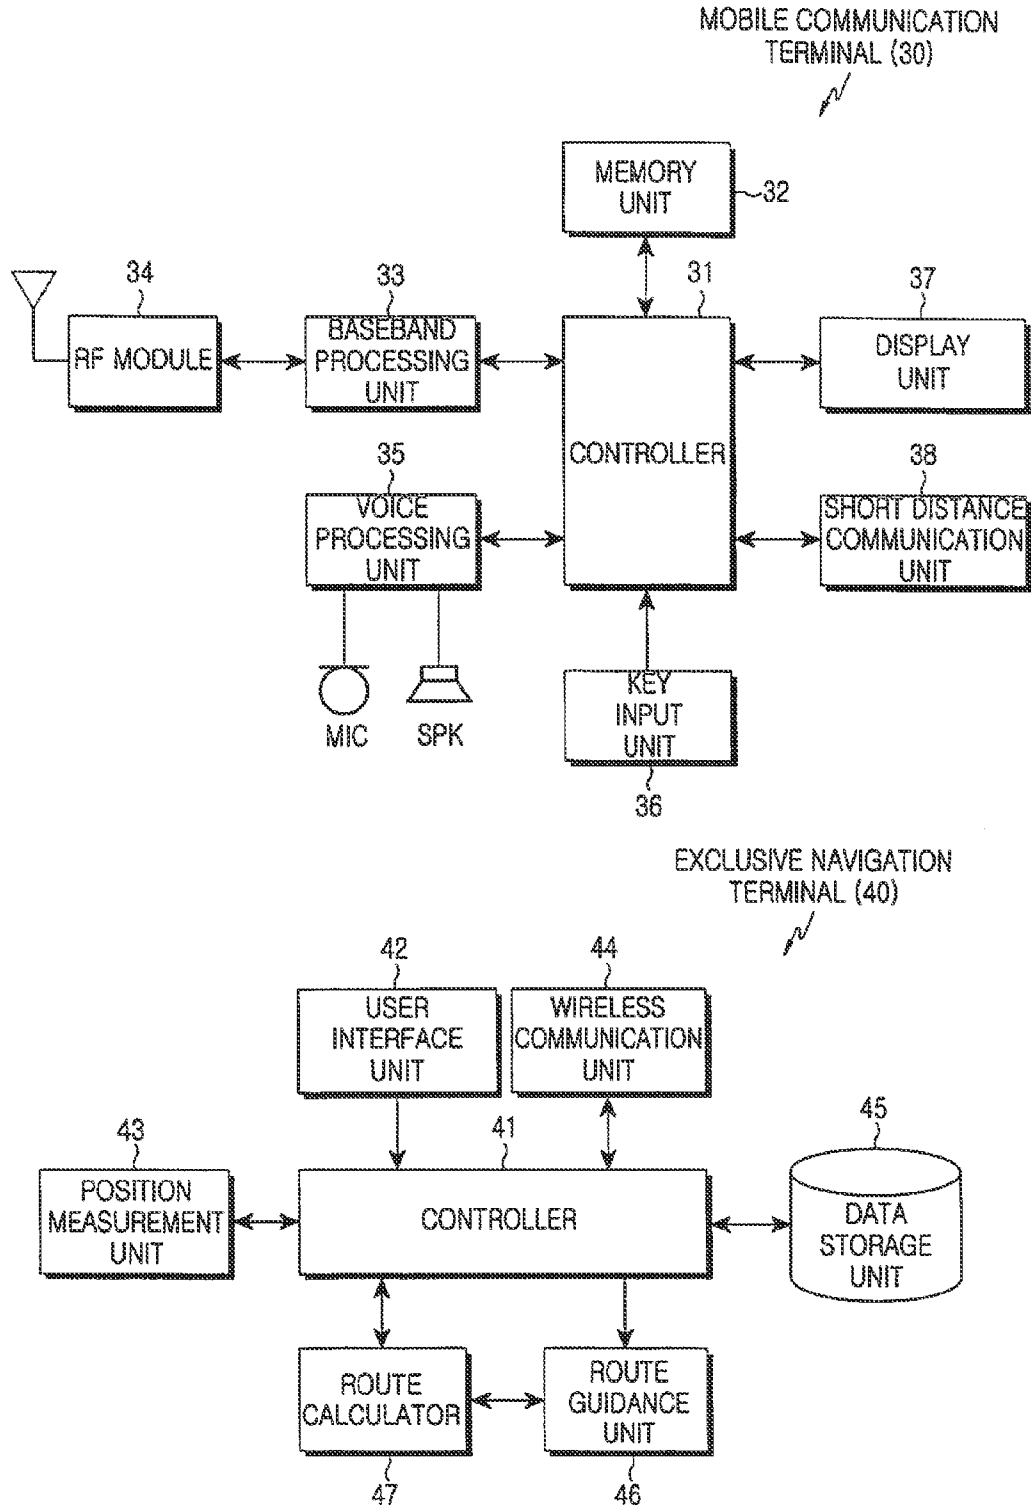 MOBILE COMMUNICATION
TERMINAL (30)
MEMORY
UNIT
32
34
33
31
37
RF MODULE
BASEBAND
PROCESSING
UNIT
DISPLAY
UNIT
CONTROLLER
35
38
VOICE
PROCESSING
UNIT
SHORT DISTANCE
COMMUNICATION
UNIT
MIC
SPK
KEY
INPUT
UNIT
36
EXCLUSIVE NAVIGATION
TERMINAL (40)
42
44
USER
INTERFACE
UNIT
WIRELESS
COMMUNICATION
UNIT
43
41
45
POSITION
MEASUREMENT
UNIT
CONTROLLER
DATA
STORAGE
UNIT
ROUTE
CALCULATOR
ROUTE
GUIDANCE
UNIT
47
46